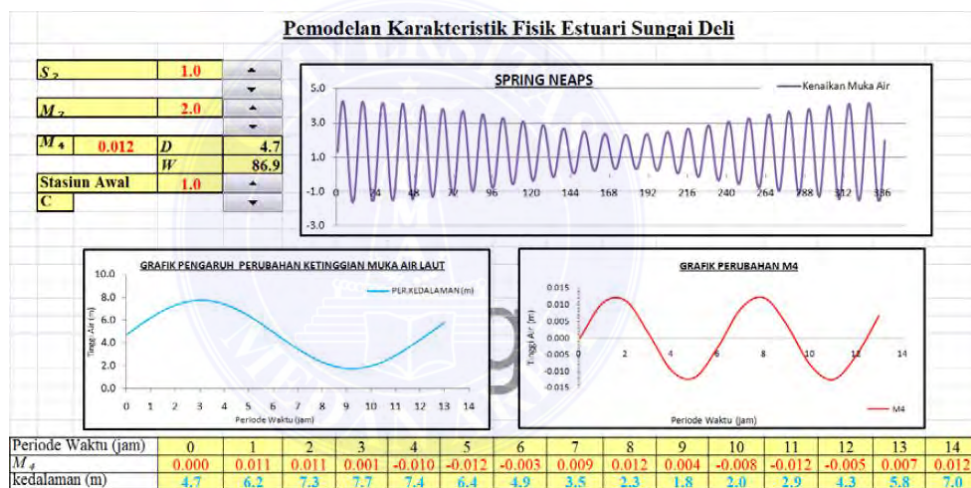 Pemodelan Karakteristik Fisik Estuari Sungai Deli
S₂ 1.0
M₂ 2.0
M₄ 0.012 D 4.7
W 86.9
Stasiun Awal 1.0
C
SPRING NEAPS
Kenaikan Muka Air
5.0
3.0
1.0
-1.0
-3.0
0 24 48 72 96 120 144 168 192 216 240 264 288 312 336
GRAFIK PENGARUH PERUBAHAN KETINGGIAN MUKA AIR LAUT
PER.KEDALAMAN (m)
Tinggi Air (m)
10.0
8.0
6.0
4.0
2.0
0.0
0 1 2 3 4 5 6 7 8 9 10 11 12 13 14
Periode Waktu (jam)
GRAFIK PERUBAHAN M4
Tinggi Air (m)
0.015
0.010
0.005
0.000
-0.005
-0.010
-0.015
0 2 4 6 8 10 12 14
Periode Waktu (jam)
M4
Periode Waktu (jam) 0 1 2 3 4 5 6 7 8 9 10 11 12 13 14
M₄ 0.000 0.011 0.011 0.001 -0.010 -0.012 -0.003 0.009 0.012 0.004 -0.008 -0.012 -0.005 0.007 0.012
kedalaman (m) 4.7 6.2 7.3 7.7 7.4 6.4 4.9 3.5 2.3 1.8 2.0 2.9 4.3 5.8 7.0